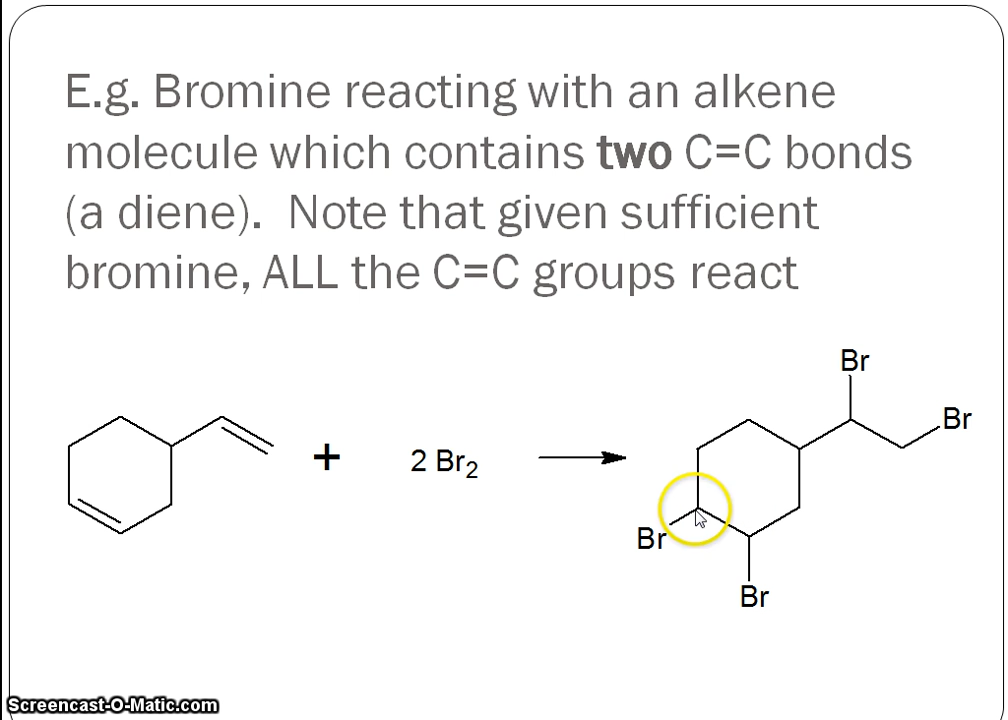 E.g. Bromine reacting with an alkene
molecule which contains two C=C bonds
(a diene).  Note that given sufficient
bromine, ALL the C=C groups react
Br
Br
+ 2 Br₂
Br
Br
Screencast-O-Matic.com